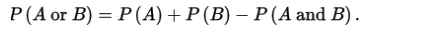 P (A or B) = P (A) + P (B) − P (A and B) .